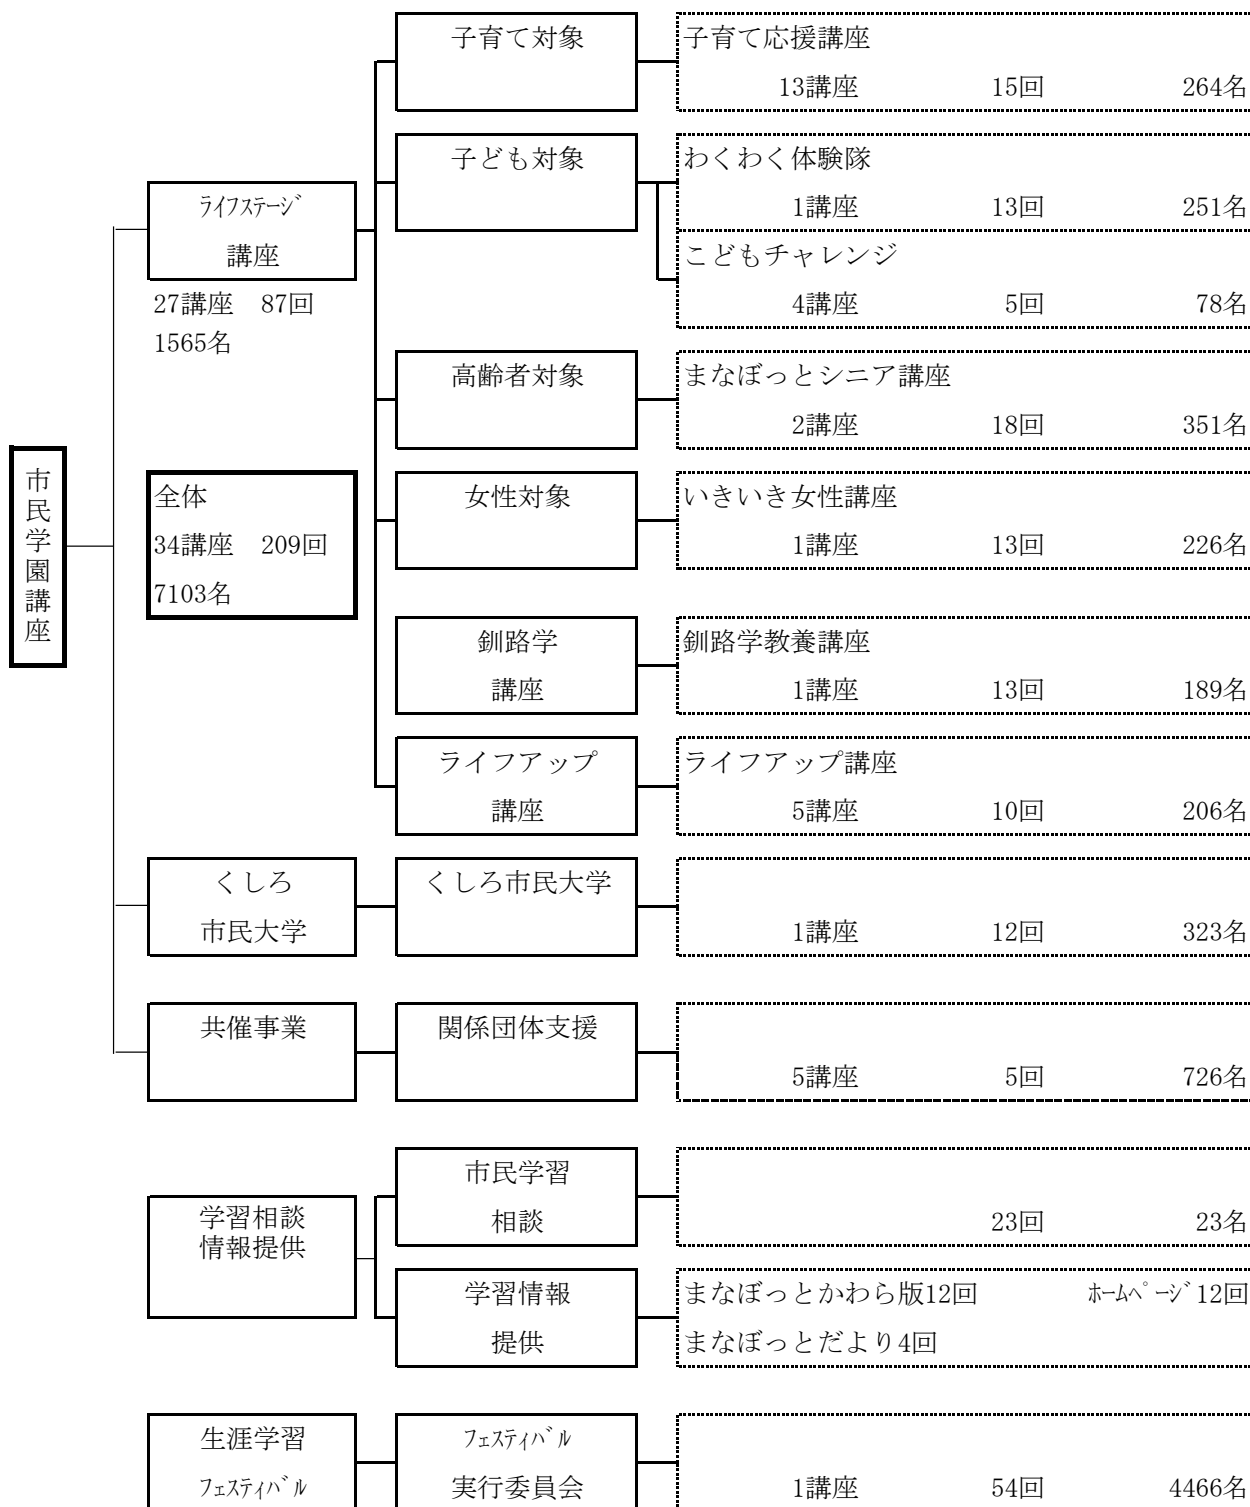 市民学園講座
ライフステージ
講座
27講座 87回
1565名
全体
34講座 209回
7103名
子育て対象
子育て応援講座
13講座 15回 264名
子ども対象
わくわく体験隊
1講座 13回 251名
こどもチャレンジ
4講座 5回 78名
高齢者対象
まなぼっとシニア講座
2講座 18回 351名
女性対象
いきいき女性講座
1講座 13回 226名
釧路学
講座
釧路学教養講座
1講座 13回 189名
ライフアップ
講座
ライフアップ講座
5講座 10回 206名
くしろ
市民大学
くしろ市民大学
1講座 12回 323名
共催事業
関係団体支援
5講座 5回 726名
学習相談
情報提供
市民学習
相談
23回 23名
学習情報
提供
まなぼっとかわら版12回 ホームページ12回
まなぼっとだより4回
生涯学習
フェスティバル
フェスティバル
実行委員会
1講座 54回 4466名